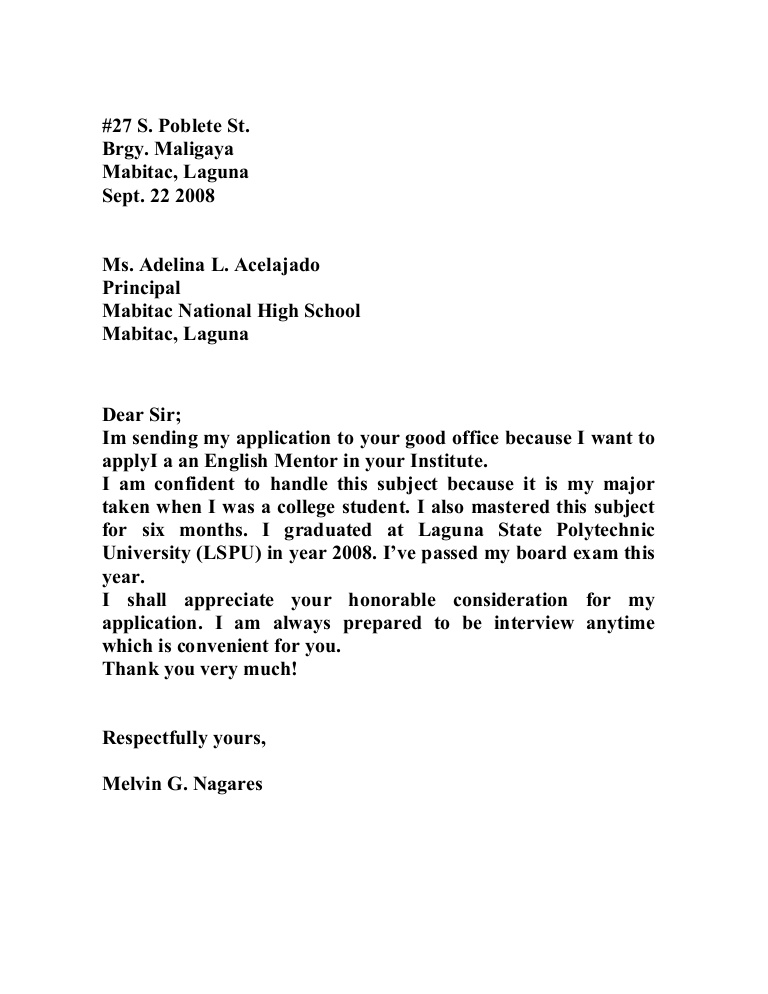 #27 S. Poblete St.
Brgy. Maligaya
Mabitac, Laguna
Sept. 22 2008
Ms. Adelina L. Acelajado
Principal
Mabitac National High School
Mabitac, Laguna
Dear Sir;
Im sending my application to your good office because I want to
applyI a an English Mentor in your Institute.
I am confident to handle this subject because it is my major
taken when I was a college student. I also mastered this subject
for six months. I graduated at Laguna State Polytechnic
University (LSPU) in year 2008. I’ve passed my board exam this
year.
I shall appreciate your honorable consideration for my
application. I am always prepared to be interview anytime
which is convenient for you.
Thank you very much!
Respectfully yours,
Melvin G. Nagares